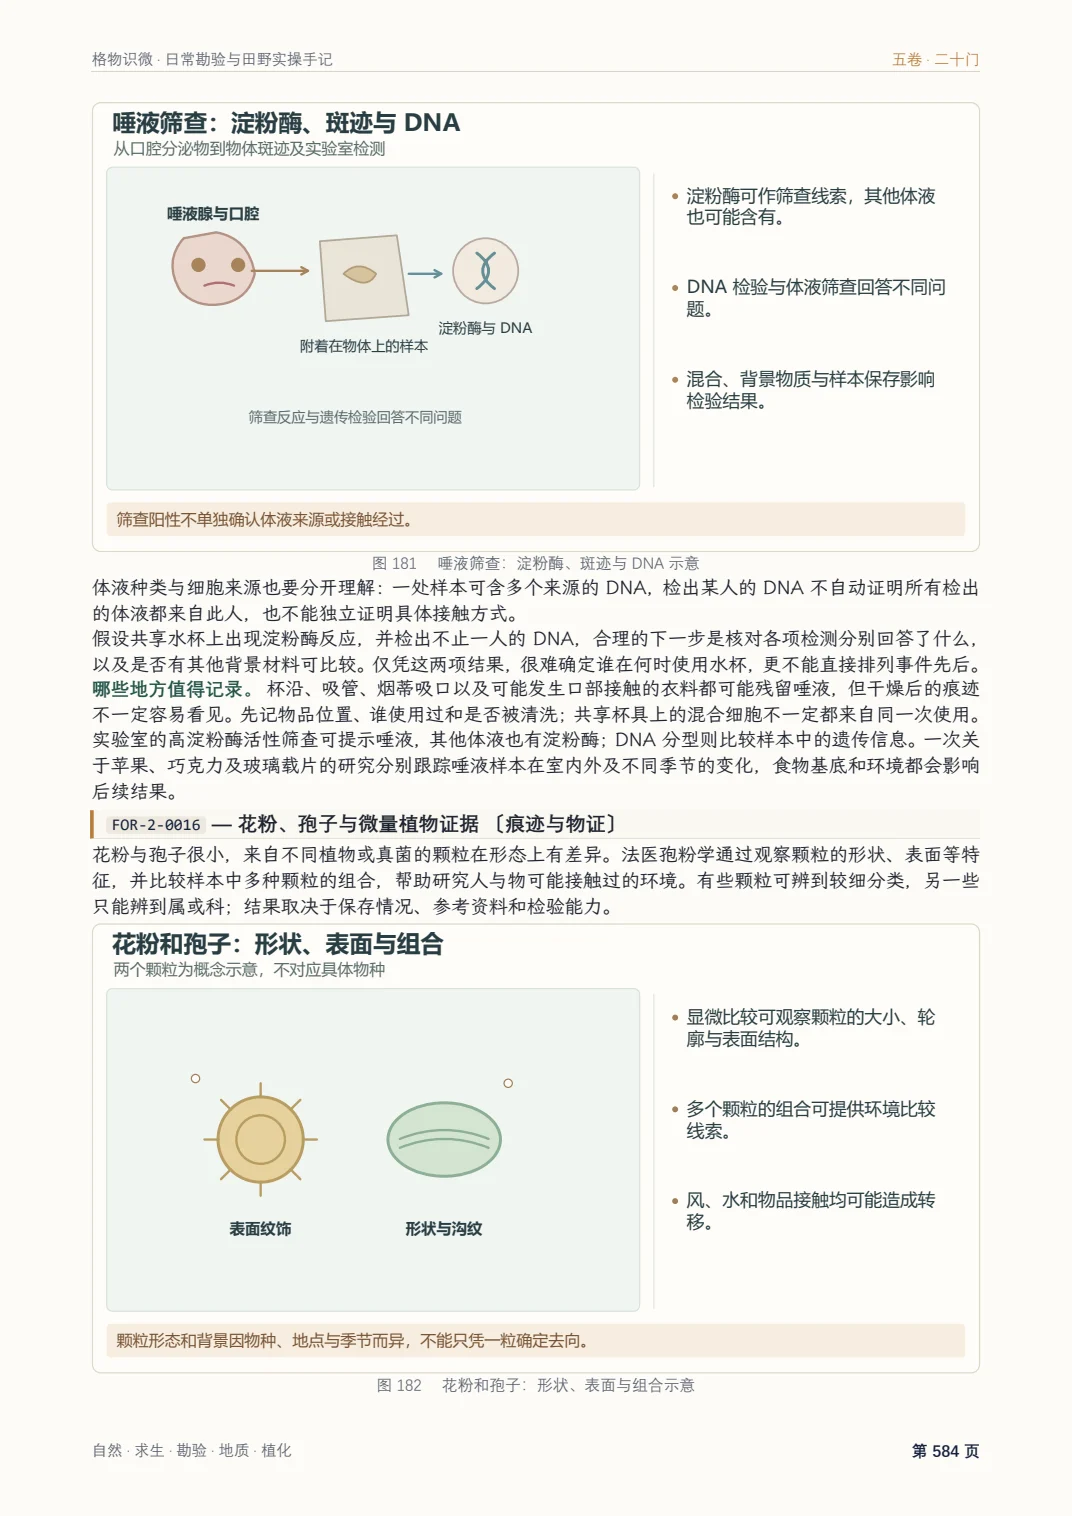 格物识微 · 日常勘验与田野实操手记
五卷 · 二十门
唾液筛查：淀粉酶、斑迹与 DNA
从口腔分泌物到物体斑迹及实验室检测
唾液腺与口腔
淀粉酶与 DNA
附着在物体上的样本
筛查反应与遗传检验回答不同问题
• 淀粉酶可作筛查线索，其他体液
也可能含有。
• DNA 检验与体液筛查回答不同问
题。
• 混合、背景物质与样本保存影响
检验结果。
筛查阳性不单独确认体液来源或接触经过。
图 181 唾液筛查：淀粉酶、斑迹与 DNA 示意
体液种类与细胞来源也要分开理解：一处样本可含多个来源的 DNA，检出某人的 DNA 不自动证明所有检出
的体液都来自此人，也不能独立证明具体接触方式。
假设共享水杯上出现淀粉酶反应，并检出不止一人的 DNA，合理的下一步是核对各项检测分别回答了什么，
以及是否有其他背景材料可比较。仅凭这两项结果，很难确定谁在何时使用水杯，更不能直接排列事件先后。
哪些地方值得记录。 杯沿、吸管、烟蒂吸口以及可能发生口部接触的衣料都可能残留唾液，但干燥后的痕迹
不一定容易看见。先记物品位置、谁使用过和是否被清洗；共享杯具上的混合细胞不一定都来自同一次使用。
实验室的高淀粉酶活性筛查可提示唾液，其他体液也有淀粉酶；DNA 分型则比较样本中的遗传信息。一次关
于苹果、巧克力及玻璃载片的研究分别跟踪唾液样本在室内外及不同季节的变化，食物基底和环境都会影响
后续结果。
FOR-2-0016 — 花粉、孢子与微量植物证据 〔痕迹与物证〕
花粉与孢子很小，来自不同植物或真菌的颗粒在形态上有差异。法医孢粉学通过观察颗粒的形状、表面等特
征，并比较样本中多种颗粒的组合，帮助研究人与物可能接触过的环境。有些颗粒可辨到较细分类，另一些
只能辨到属或科；结果取决于保存情况、参考资料和检验能力。
花粉和孢子：形状、表面与组合
两个颗粒为概念示意，不对应具体物种
表面纹饰
形状与沟纹
• 显微比较可观察颗粒的大小、轮
廓与表面结构。
• 多个颗粒的组合可提供环境比较
线索。
• 风、水和物品接触均可能造成转
移。
颗粒形态和背景因物种、地点与季节而异，不能只凭一粒确定去向。
图 182 花粉和孢子：形状、表面与组合示意
自然 · 求生 · 勘验 · 地质 · 植化
第 584 页